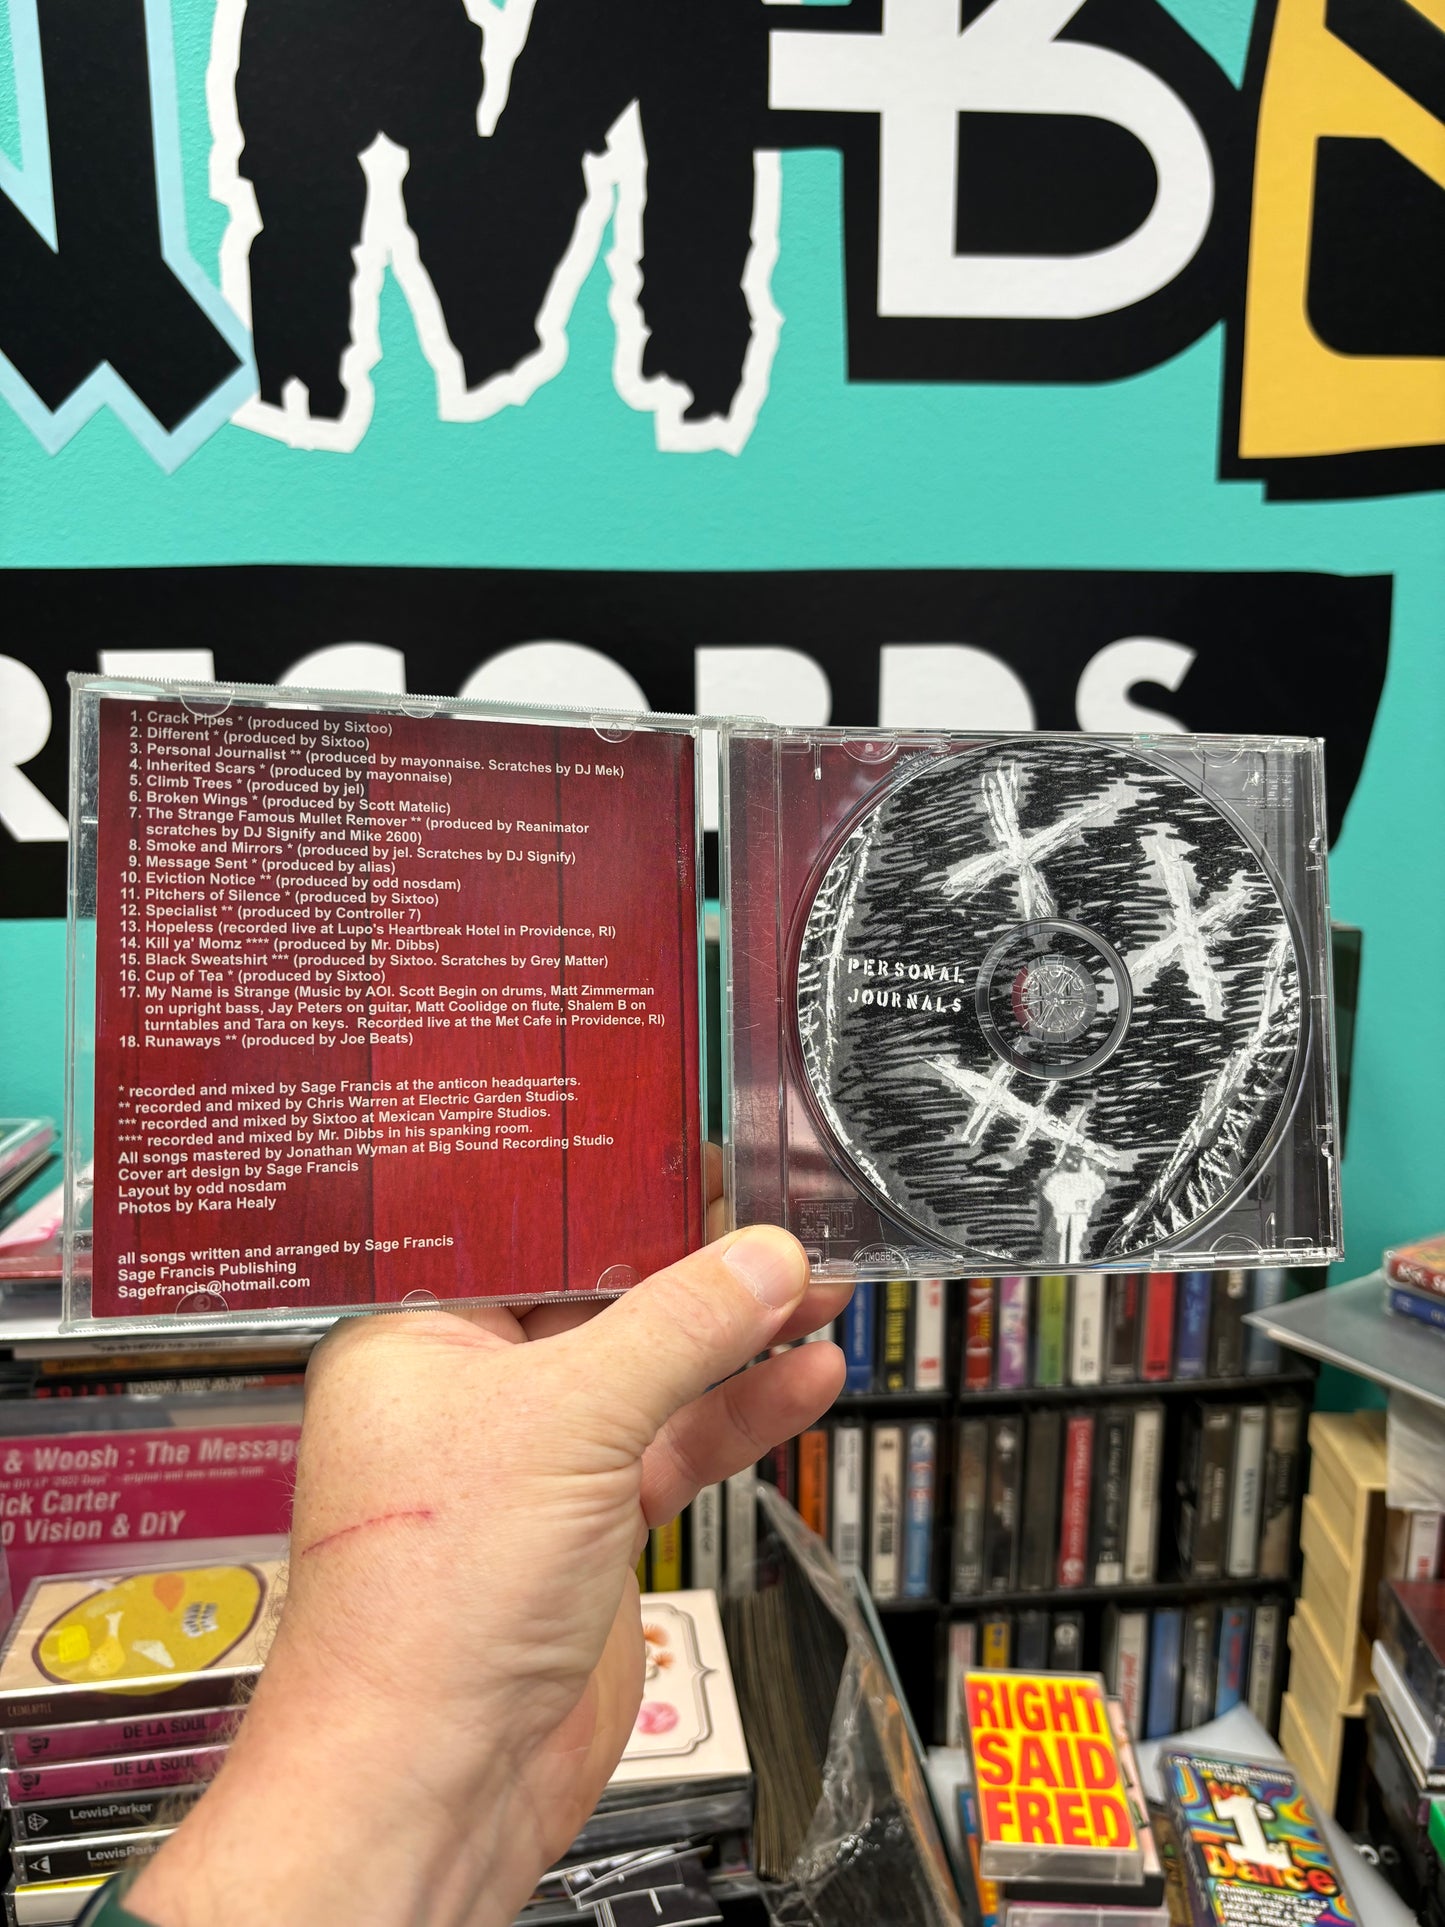 RECORDS
1. Crack Pipes * (produced by Sixtoo)
2. Different * (produced by Sixtoo)
3. Personal Journalist ** (produced by mayonnaise. Scratches by DJ Mek)
4. Inherited Scars * (produced by mayonnaise)
5. Climb Trees * (produced by jel)
6. Broken Wings * (produced by Scott Matelic)
7. The Strange Famous Mullet Remover ** (produced by Reanimator
scratches by DJ Signify and Mike 2600)
8. Smoke and Mirrors * (produced by jel. Scratches by DJ Signify)
9. Message Sent * (produced by alias)
10. Eviction Notice ** (produced by odd nosdam)
11. Pitchers of Silence * (produced by Sixtoo)
12. Specialist ** (produced by Controller 7)
13. Hopeless (recorded live at Lupo's Heartbreak Hotel in Providence, RI)
14. Kill ya' Momz **** (produced by Mr. Dibbs)
15. Black Sweatshirt *** (produced by Sixtoo. Scratches by Grey Matter)
16. Cup of Tea * (produced by Sixtoo)
17. My Name is Strange (Music by AOI. Scott Begin on drums, Matt Zimmerman
on upright bass, Jay Peters on guitar, Matt Coolidge on flute, Shalem B on
turntables and Tara on keys. Recorded live at the Met Cafe in Providence, RI)
18. Runaways ** (produced by Joe Beats)
* recorded and mixed by Sage Francis at the anticon headquarters.
** recorded and mixed by Chris Warren at Electric Garden Studios.
*** recorded and mixed by Sixtoo at Mexican Vampire Studios.
**** recorded and mixed by Mr. Dibbs in his spanking room.
All songs mastered by Jonathan Wyman at Big Sound Recording Studio
Cover art design by Sage Francis
Layout by odd nosdam
Photos by Kara Healy
all songs written and arranged by Sage Francis
Sage Francis Publishing
Sagefrancis@hotmail.com
PERSONAL
JOURNALS
& Woosh : The Messag
ick Carter
0 Vision & DiY
DE LA SOUL
DE LA SOUL
LewisParker
LewisParke
RIGHT
SAID
FRED
1s
Dance